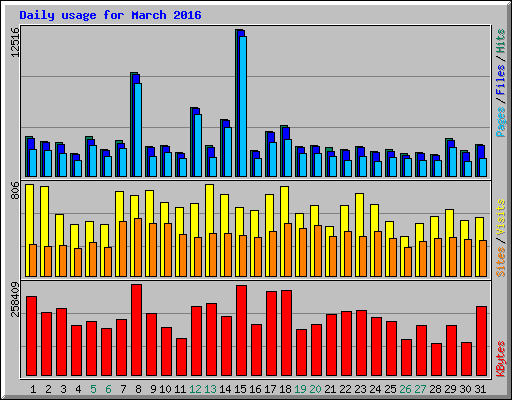 Daily usage for March 2016
12516
Pages / Files / Hits
806
Sites / Visits
258409
KBytes
1 2 3 4 5 6 7 8 9 10 11 12 13 14 15 16 17 18 19 20 21 22 23 24 25 26 27 28 29 30 31